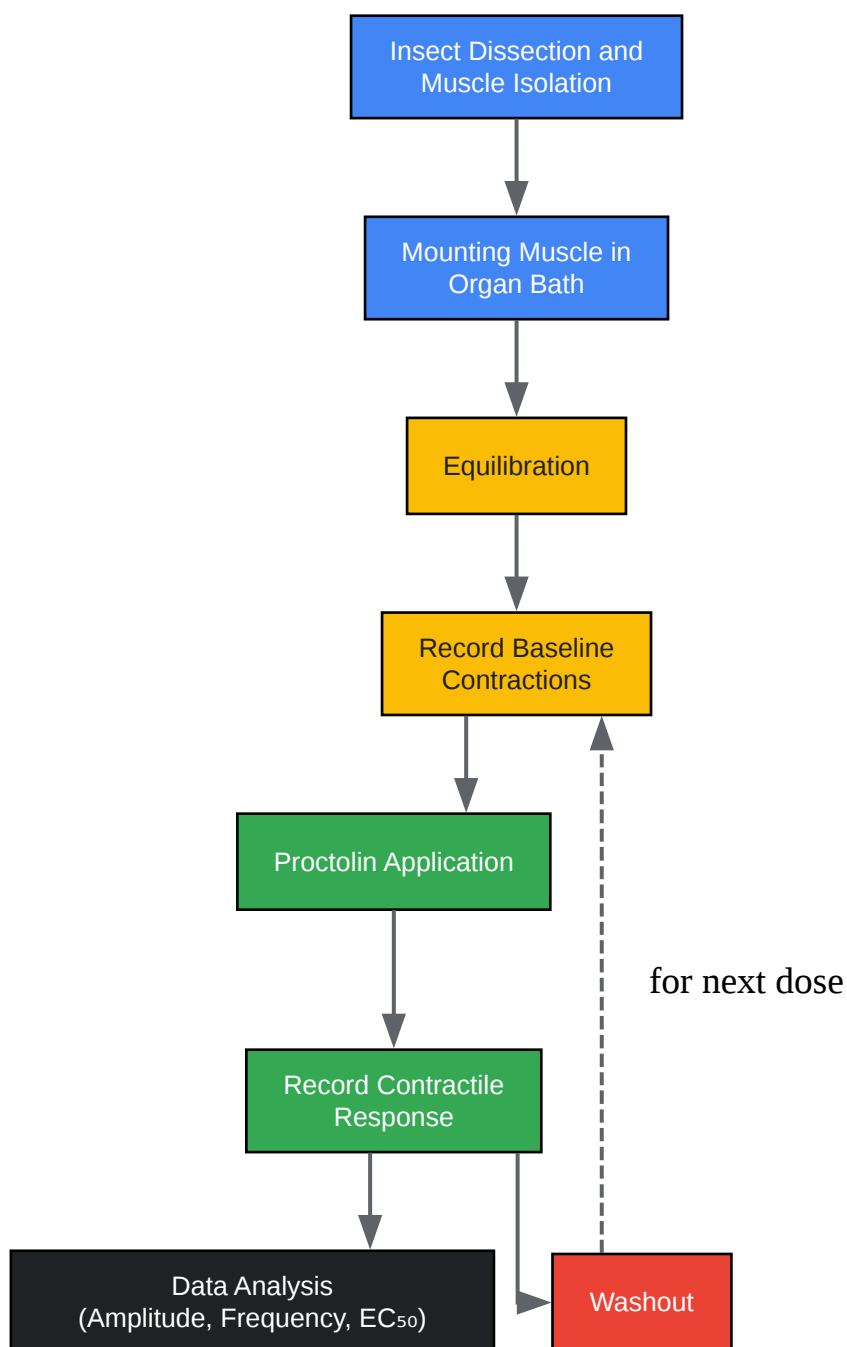 Insect Dissection and
Muscle Isolation
Mounting Muscle in
Organ Bath
Equilibration
Record Baseline
Contractions
Proctolin Application
for next dose
Record Contractile
Response
Data Analysis
(Amplitude, Frequency, EC₅₀)
Washout